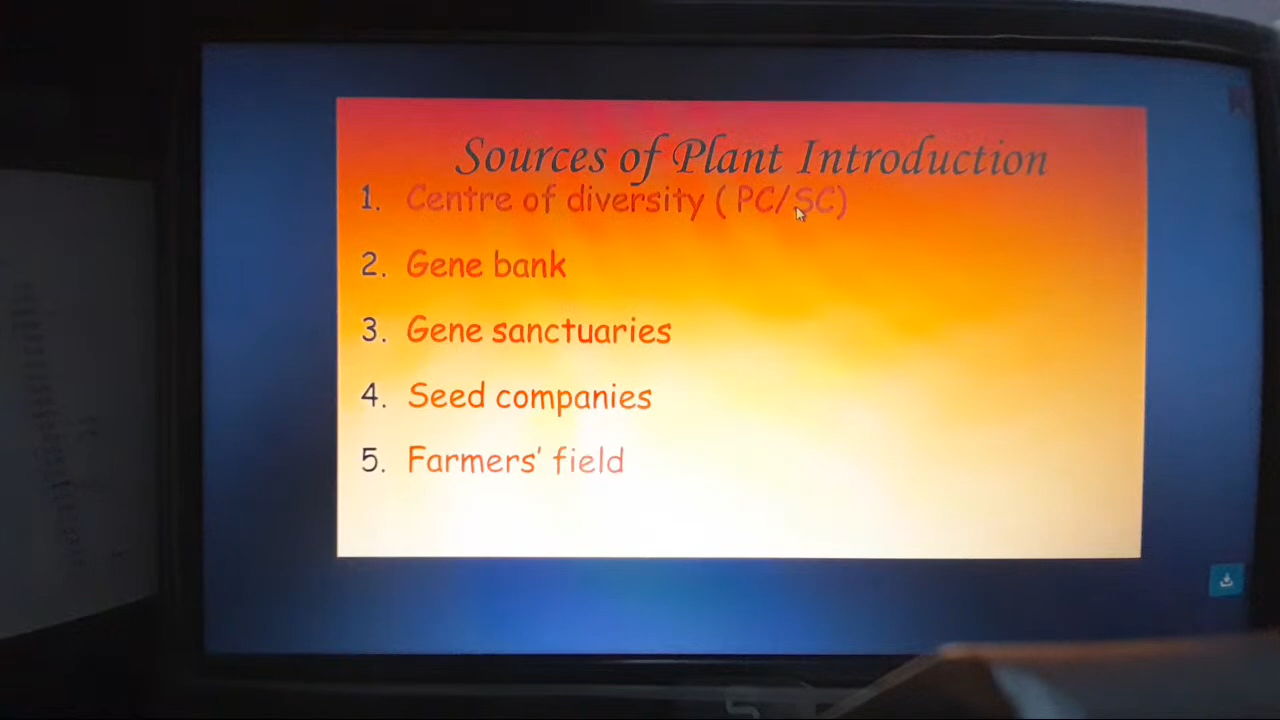 Sources of Plant Introduction
1. Centre of diversity ( PC/SC)
2. Gene bank
3. Gene sanctuaries
4. Seed companies
5. Farmers' field